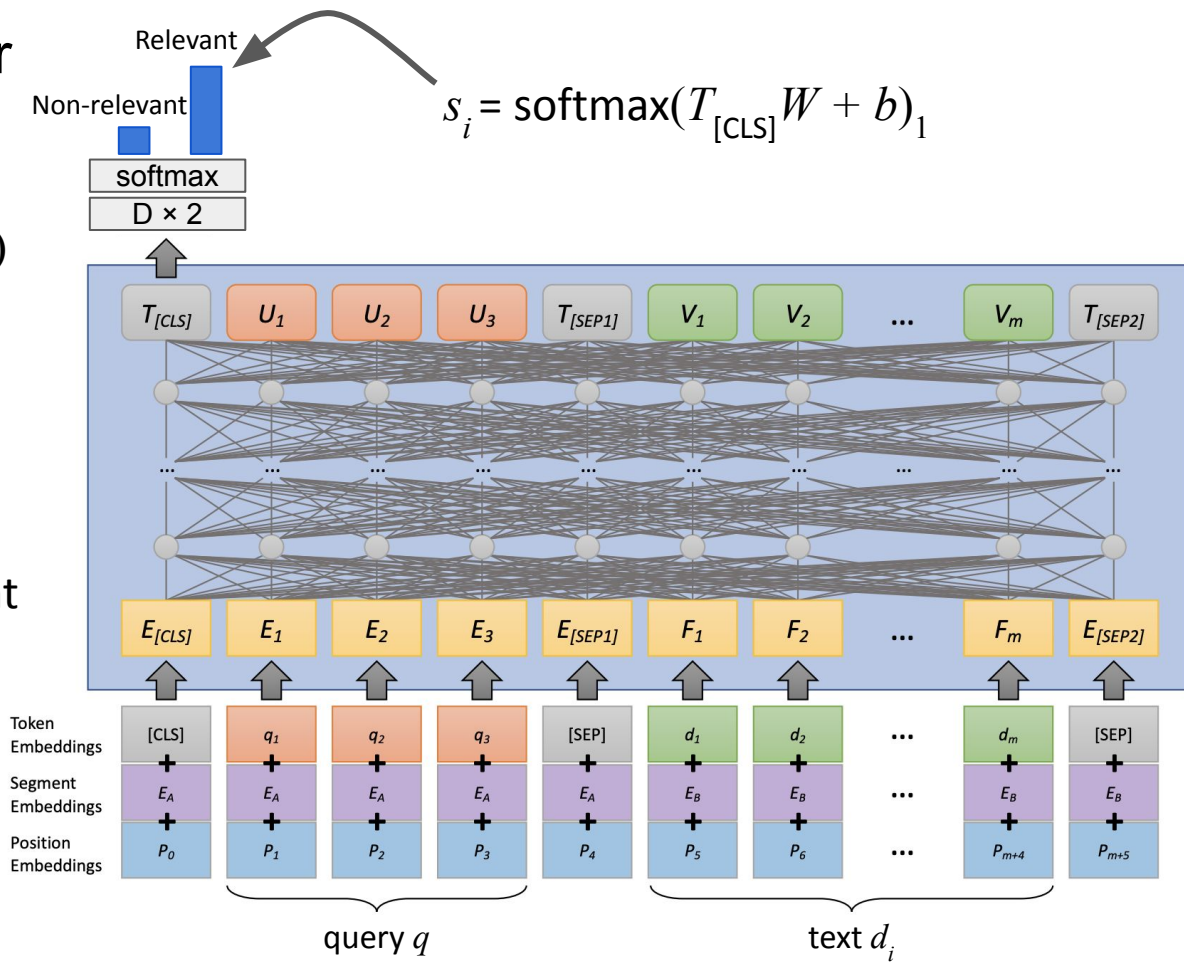 r
Relevant
Non-relevant
s_i = softmax(T_[CLS] W + b)_1
softmax
D × 2
)
T_[CLS] U_1 U_2 U_3 T_[SEP1] V_1 V_2 ... V_m T_[SEP2]
... ... ... ... ... ... ... ... ... ...
nt
E_[CLS] E_1 E_2 E_3 E_[SEP1] F_1 F_2 ... F_m E_[SEP2]
Token Embeddings [CLS] q_1 q_2 q_3 [SEP] d_1 d_2 ... d_m [SEP]
+ + + + + + + + +
Segment Embeddings E_A E_A E_A E_A E_A E_B E_B ... E_B E_B
+ + + + + + + + +
Position Embeddings P_0 P_1 P_2 P_3 P_4 P_5 P_6 ... P_m+4 P_m+5
query q text d_i